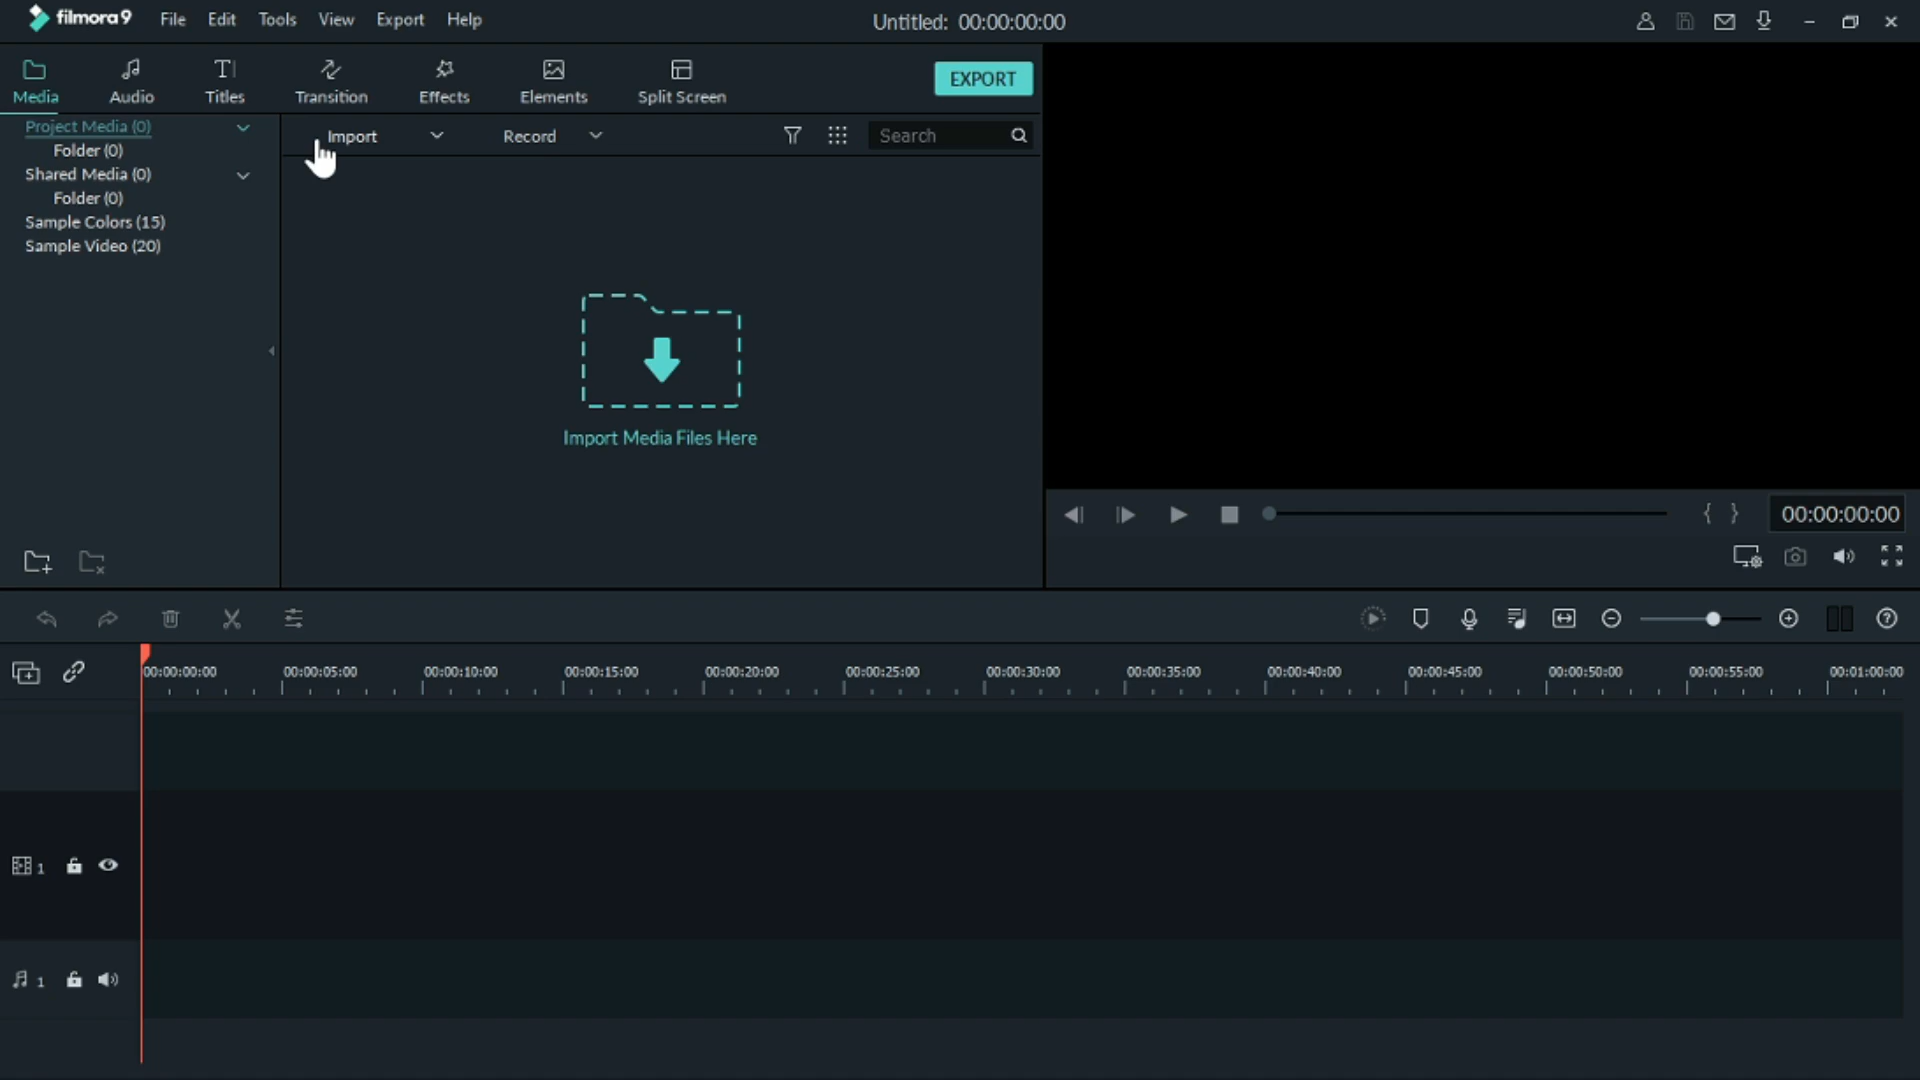 filmora9 File Edit Tools View Export Help Untitled: 00:00:00:00
Media Audio Titles Transition Effects Elements Split Screen EXPORT
Project Media (0)
Folder (0)
Shared Media (0)
Folder (0)
Sample Colors (15)
Sample Video (20)
Import Record Search
Import Media Files Here
{ } 00:00:00:00
00:00:00:00 00:00:05:00 00:00:10:00 00:00:15:00 00:00:20:00 00:00:25:00 00:00:30:00 00:00:35:00 00:00:40:00 00:00:45:00 00:00:50:00 00:00:55:00 00:01:00:00
1
1